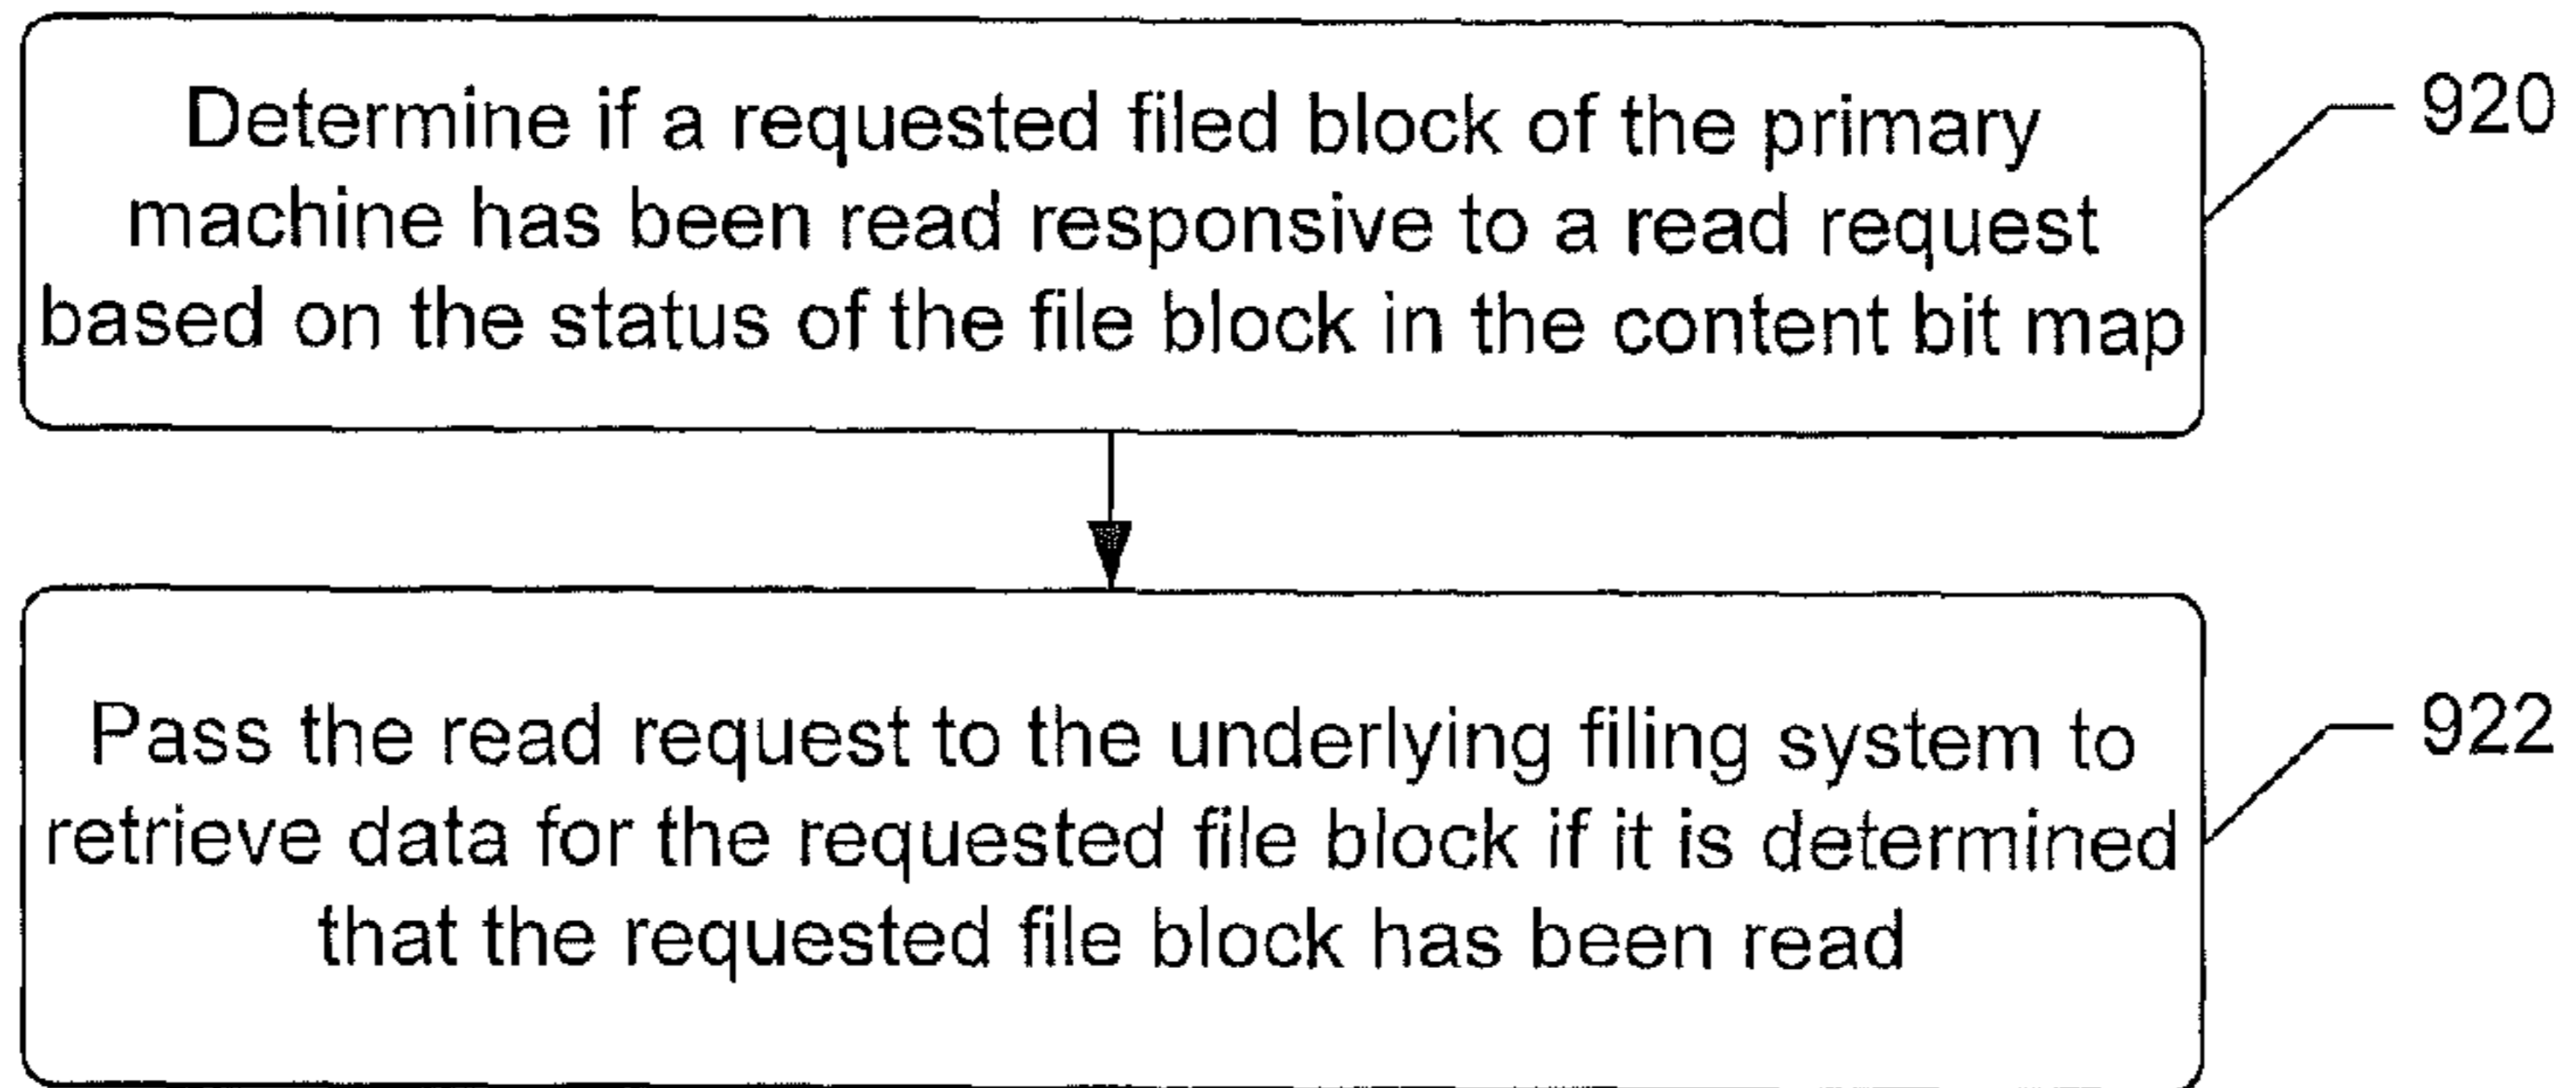 Determine if a requested filed block of the primary
machine has been read responsive to a read request
based on the status of the file block in the content bit map
920
Pass the read request to the underlying filing system to
retrieve data for the requested file block if it is determined
that the requested file block has been read
922